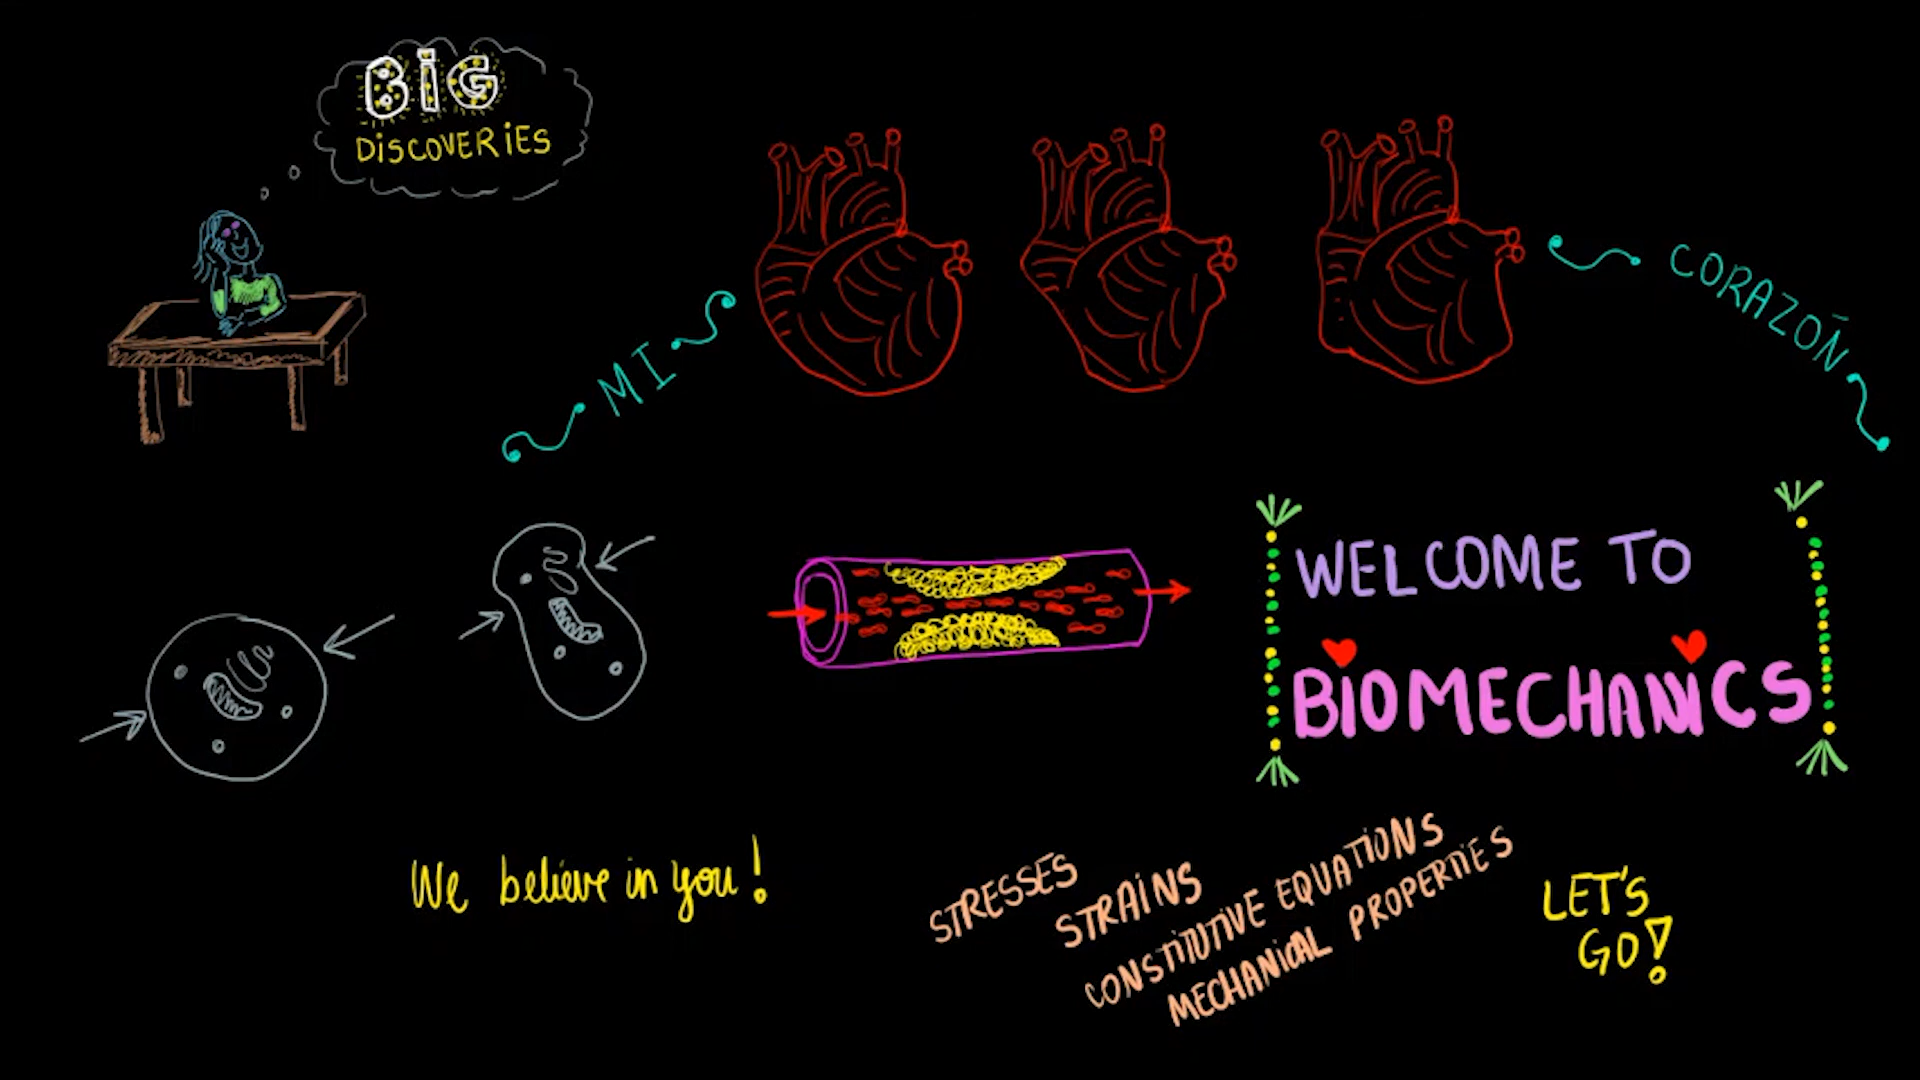 BiG
DiSCOVERiES
MI
CORAZÓN
WELCOME TO
BIOMECHANICS
We believe in you!
STRESSES
STRAiNS
CONSTiTUTiVE EQUATiONS
MECHANiCAL PROPERTiES
LET'S
GO!